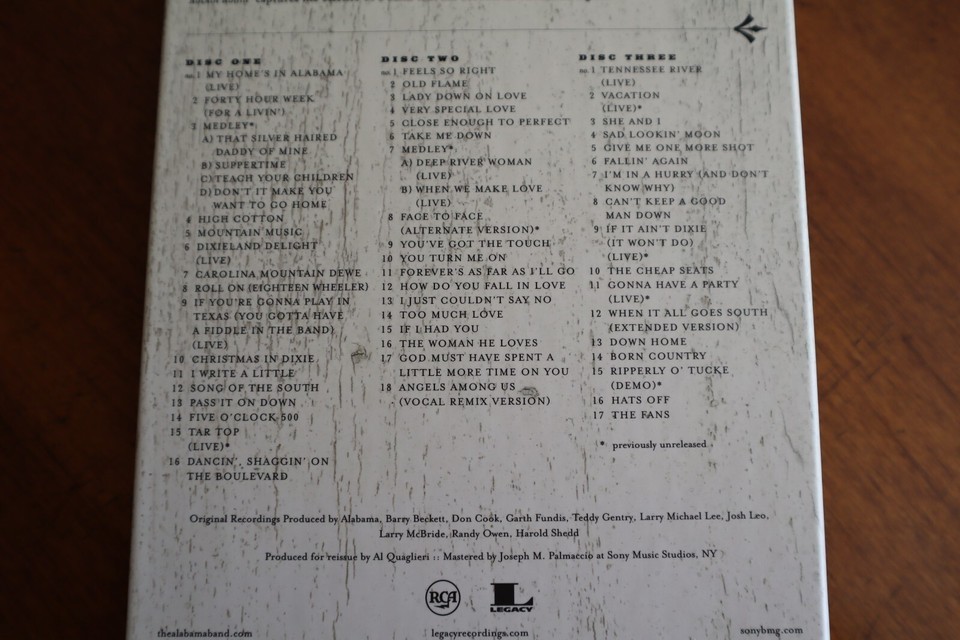 DISC ONE
no.1 MY HOME'S IN ALABAMA
(LIVE)
2 FORTY HOUR WEEK
(FOR A LIVIN')
3 MEDLEY*
A) THAT SILVER HAIRED
DADDY OF MINE
B) SUPPERTIME
C) TEACH YOUR CHILDREN
D) DON'T IT MAKE YOU
WANT TO GO HOME
4 HIGH COTTON
5 MOUNTAIN MUSIC
6 DIXIELAND DELIGHT
(LIVE)
7 CAROLINA MOUNTAIN DEWE
8 ROLL ON (EIGHTEEN WHEELER)
9 IF YOU'RE GONNA PLAY IN
TEXAS (YOU GOTTA HAVE
A FIDDLE IN THE BAND)
(LIVE)
10 CHRISTMAS IN DIXIE
11 I WRITE A LITTLE
12 SONG OF THE SOUTH
13 PASS IT ON DOWN
14 FIVE O'CLOCK 500
15 TAR TOP
(LIVE)*
16 DANCIN', SHAGGIN' ON
THE BOULEVARD
DISC TWO
no.1 FEELS SO RIGHT
2 OLD FLAME
3 LADY DOWN ON LOVE
4 VERY SPECIAL LOVE
5 CLOSE ENOUGH TO PERFECT
6 TAKE ME DOWN
7 MEDLEY*
A) DEEP RIVER WOMAN
(LIVE)
B) WHEN WE MAKE LOVE
(LIVE)
8 FACE TO FACE
(ALTERNATE VERSION)*
9 YOU'VE GOT THE TOUCH
10 YOU TURN ME ON
11 FOREVER'S AS FAR AS I'LL GO
12 HOW DO YOU FALL IN LOVE
13 I JUST COULDN'T SAY NO
14 TOO MUCH LOVE
15 IF I HAD YOU
16 THE WOMAN HE LOVES
17 GOD MUST HAVE SPENT A
LITTLE MORE TIME ON YOU
18 ANGELS AMONG US
(VOCAL REMIX VERSION)
DISC THREE
no.1 TENNESSEE RIVER
(LIVE)
2 VACATION
(LIVE)*
3 SHE AND I
4 SAD LOOKIN' MOON
5 GIVE ME ONE MORE SHOT
6 FALLIN' AGAIN
7 I'M IN A HURRY (AND DON'T
KNOW WHY)
8 CAN'T KEEP A GOOD
MAN DOWN
9 IF IT AIN'T DIXIE
(IT WON'T DO)
(LIVE)*
10 THE CHEAP SEATS
11 GONNA HAVE A PARTY
(LIVE)*
12 WHEN IT ALL GOES SOUTH
(EXTENDED VERSION)
13 DOWN HOME
14 BORN COUNTRY
15 RIPPERLY O' TUCKE
(DEMO)*
16 HATS OFF
17 THE FANS
* previously unreleased
Original Recordings Produced by Alabama, Barry Beckett, Don Cook, Garth Fundis, Teddy Gentry, Larry Michael Lee, Josh Leo,
Larry McBride, Randy Owen, Harold Shedd
Produced for reissue by Al Quaglieri :: Mastered by Joseph M. Palmaccio at Sony Music Studios, NY
RCA
L
LEGACY
thealabamaband.com
legacyrecordings.com
sonybmg.com